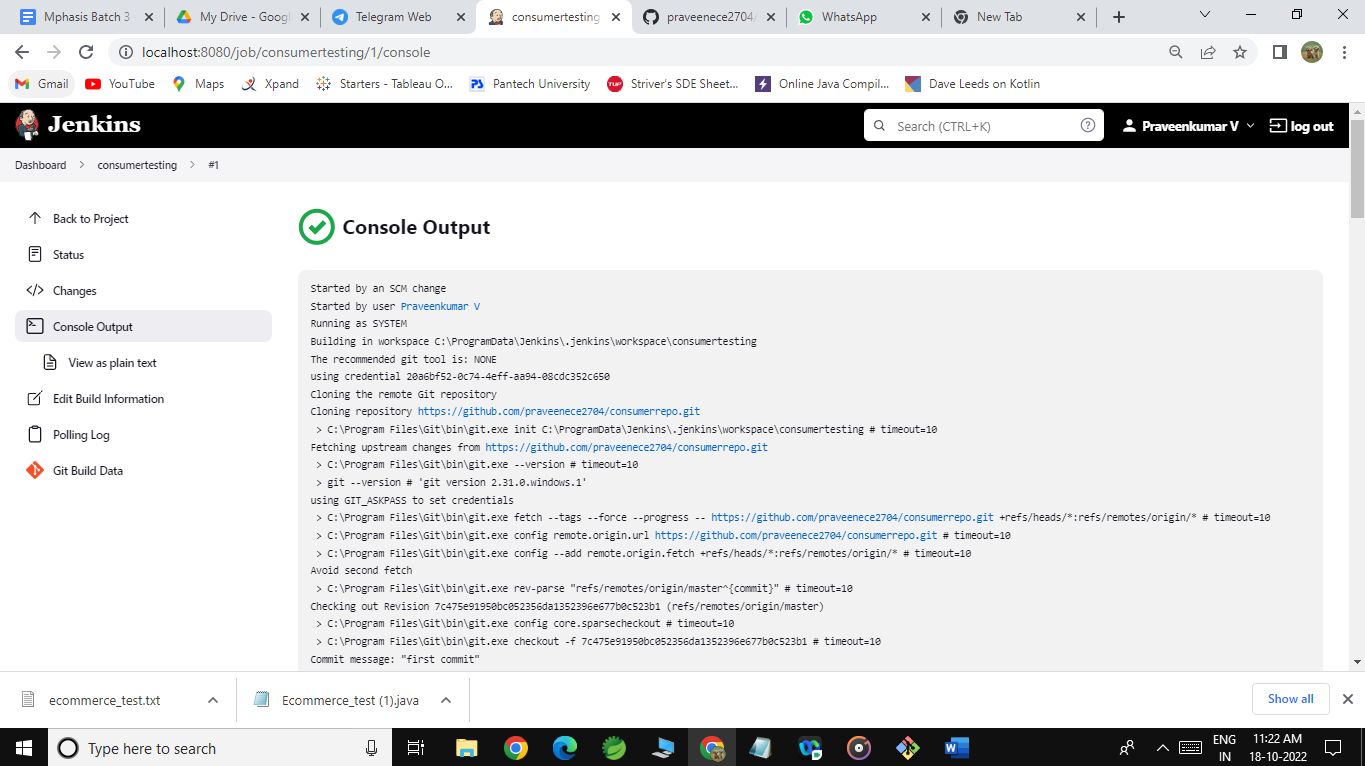 Mphasis Batch 3
My Drive - Googl
Telegram Web
consumertesting
praveenece2704/
WhatsApp
New Tab
localhost:8080/job/consumertesting/1/console
Gmail
YouTube
Maps
Xpand
Starters - Tableau O...
Pantech University
Striver's SDE Sheet...
Online Java Compil...
Dave Leeds on Kotlin
Jenkins
Search (CTRL+K)
Praveenkumar V
log out
Dashboard
consumertesting
#1
Back to Project
Status
Changes
Console Output
View as plain text
Edit Build Information
Polling Log
Git Build Data
Console Output
Started by an SCM change
Started by user Praveenkumar V
Running as SYSTEM
Building in workspace C:\ProgramData\Jenkins\.jenkins\workspace\consumertesting
The recommended git tool is: NONE
using credential 20a6bf52-0c74-4eff-aa94-08cdc352c650
Cloning the remote Git repository
Cloning repository https://github.com/praveenece2704/consumerrepo.git
> C:\Program Files\Git\bin\git.exe init C:\ProgramData\Jenkins\.jenkins\workspace\consumertesting # timeout=10
Fetching upstream changes from https://github.com/praveenece2704/consumerrepo.git
> C:\Program Files\Git\bin\git.exe --version # timeout=10
> git --version # 'git version 2.31.0.windows.1'
using GIT_ASKPASS to set credentials
> C:\Program Files\Git\bin\git.exe fetch --tags --force --progress -- https://github.com/praveenece2704/consumerrepo.git +refs/heads/*:refs/remotes/origin/* # timeout=10
> C:\Program Files\Git\bin\git.exe config remote.origin.url https://github.com/praveenece2704/consumerrepo.git # timeout=10
> C:\Program Files\Git\bin\git.exe config --add remote.origin.fetch +refs/heads/*:refs/remotes/origin/* # timeout=10
Avoid second fetch
> C:\Program Files\Git\bin\git.exe rev-parse "refs/remotes/origin/master^{commit}" # timeout=10
Checking out Revision 7c475e91950bc052356da1352396e677b0c523b1 (refs/remotes/origin/master)
> C:\Program Files\Git\bin\git.exe config core.sparsecheckout # timeout=10
> C:\Program Files\Git\bin\git.exe checkout -f 7c475e91950bc052356da1352396e677b0c523b1 # timeout=10
Commit message: "first commit"
ecommerce_test.txt
Ecommerce_test (1).java
Show all
Type here to search
ENG
IN
11:22 AM
18-10-2022